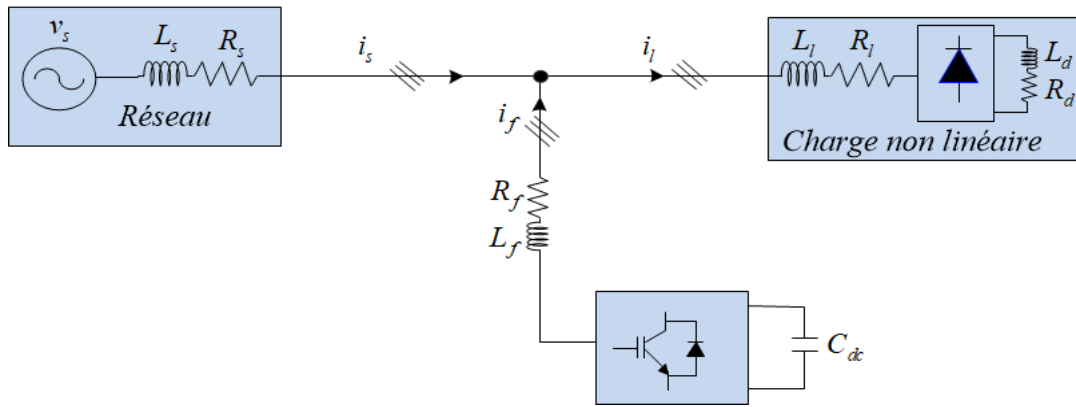 v_s
L_s
R_s
Réseau
i_s
i_l
i_f
L_l
R_l
L_d
R_d
Charge non linéaire
R_f
L_f
C_dc